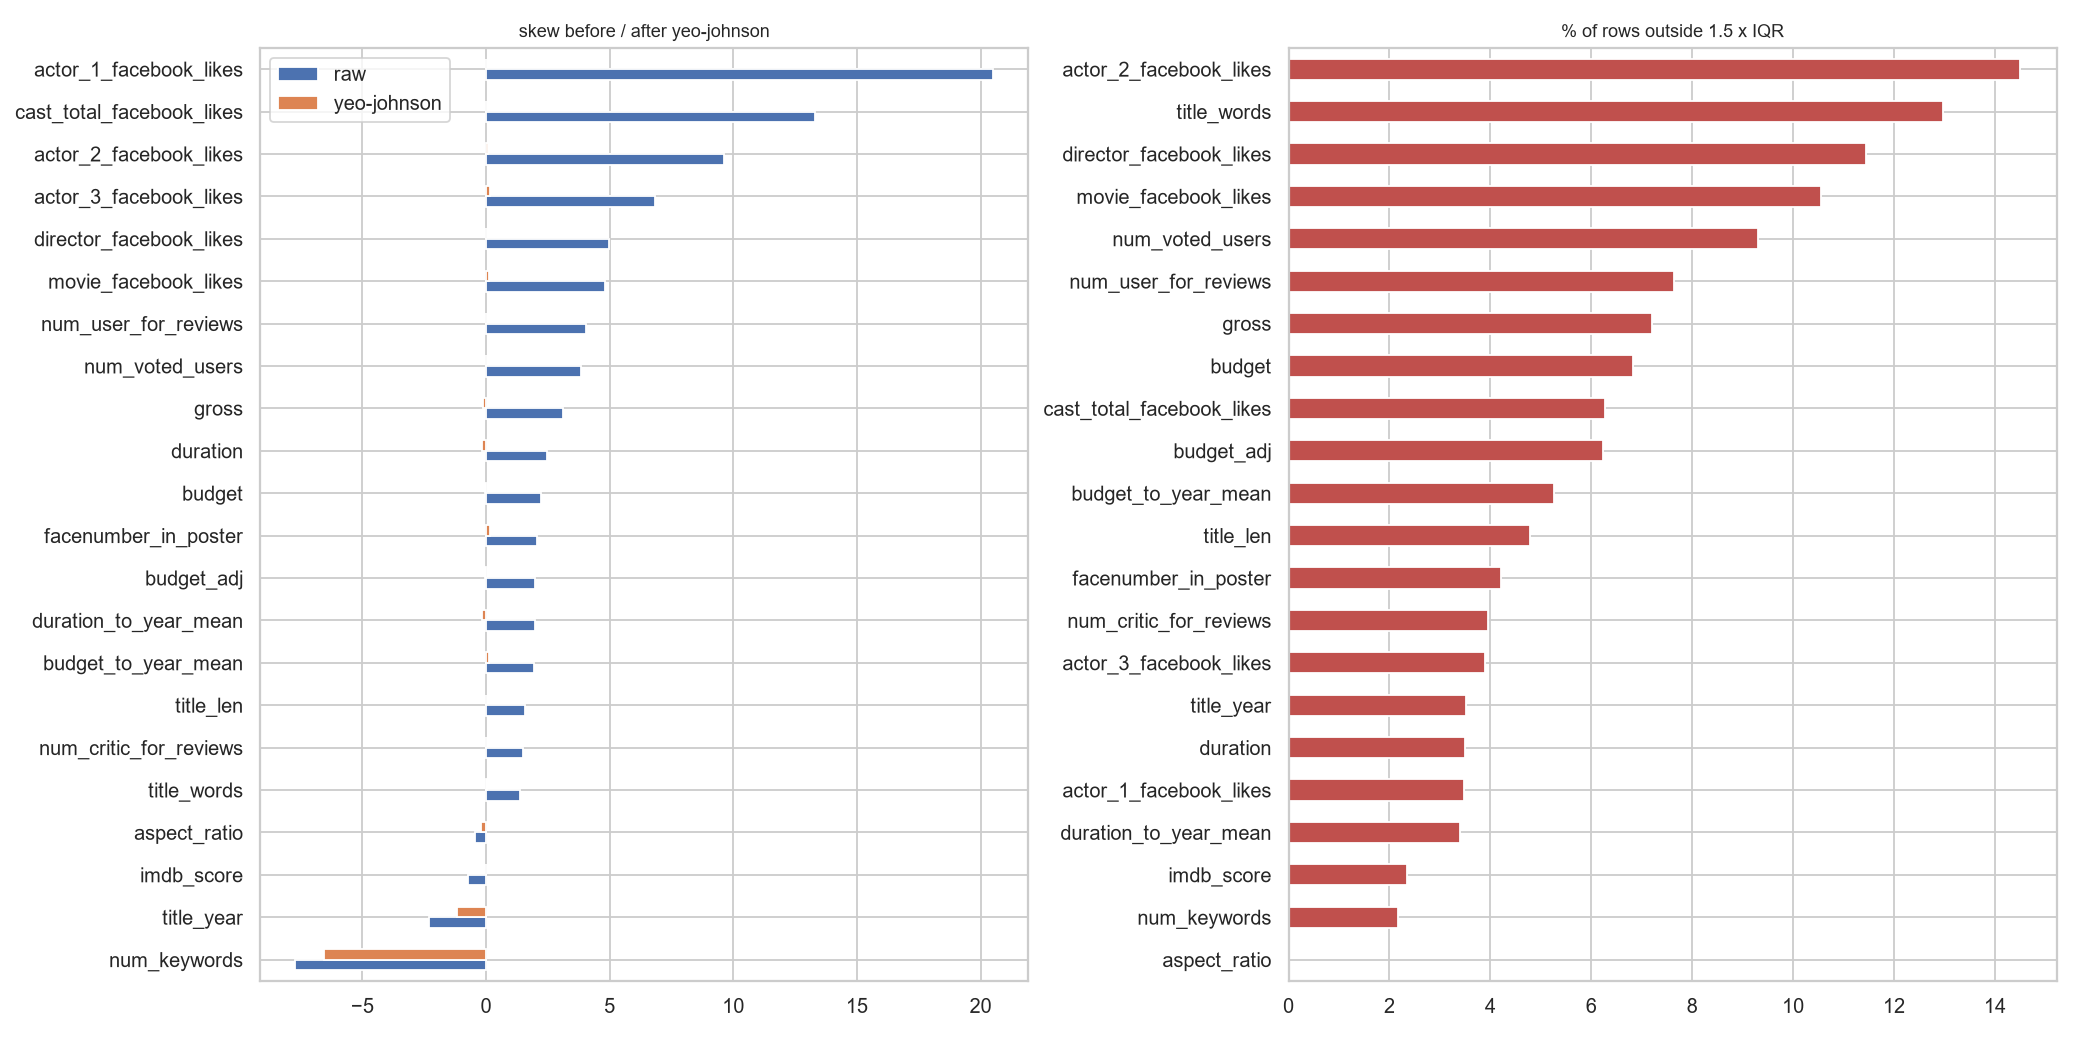 skew before / after yeo-johnson
raw
yeo-johnson
actor_1_facebook_likes
cast_total_facebook_likes
actor_2_facebook_likes
actor_3_facebook_likes
director_facebook_likes
movie_facebook_likes
num_user_for_reviews
num_voted_users
gross
duration
budget
facenumber_in_poster
budget_adj
duration_to_year_mean
budget_to_year_mean
title_len
num_critic_for_reviews
title_words
aspect_ratio
imdb_score
title_year
num_keywords
−5 0 5 10 15 20
% of rows outside 1.5 x IQR
actor_2_facebook_likes
title_words
director_facebook_likes
movie_facebook_likes
num_voted_users
num_user_for_reviews
gross
budget
cast_total_facebook_likes
budget_adj
budget_to_year_mean
title_len
facenumber_in_poster
num_critic_for_reviews
actor_3_facebook_likes
title_year
duration
actor_1_facebook_likes
duration_to_year_mean
imdb_score
num_keywords
aspect_ratio
0 2 4 6 8 10 12 14